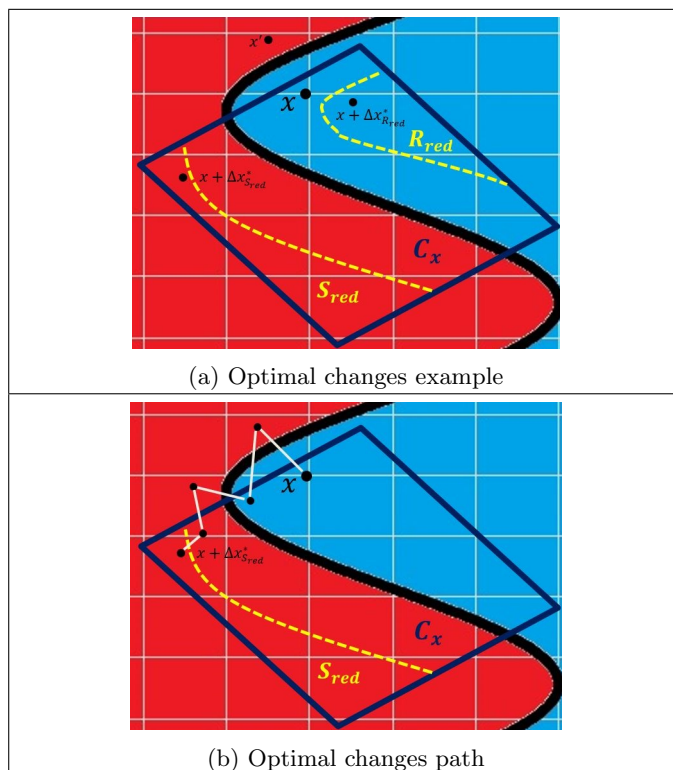 x'
x
x + Δx*_{R_red}
R_red
x + Δx*_{S_red}
C_x
S_red
(a) Optimal changes example
x
x + Δx*_{S_red}
C_x
S_red
(b) Optimal changes path